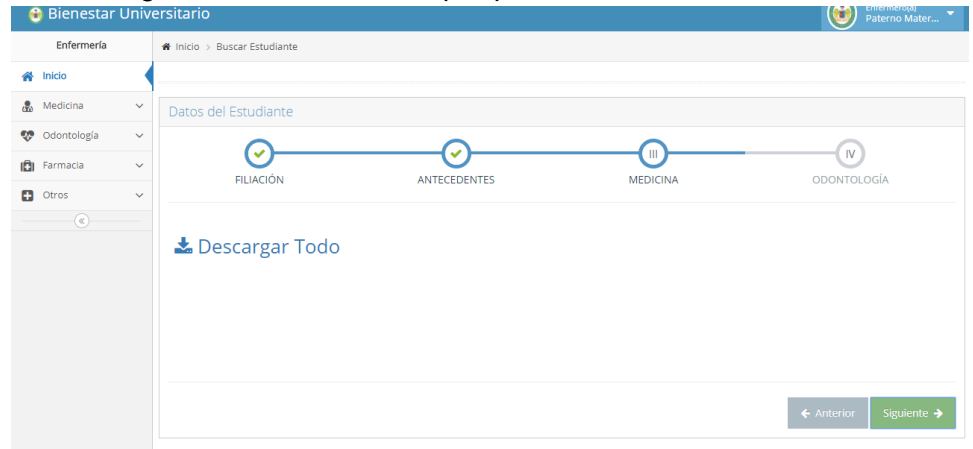 Bienestar Universitario
Enfermero(a)
Paterno Mater...
Enfermería
Inicio > Buscar Estudiante
Inicio
Medicina
Odontología
Farmacia
Otros
Datos del Estudiante
III
IV
FILIACIÓN
ANTECEDENTES
MEDICINA
ODONTOLOGÍA
Descargar Todo
Anterior
Siguiente